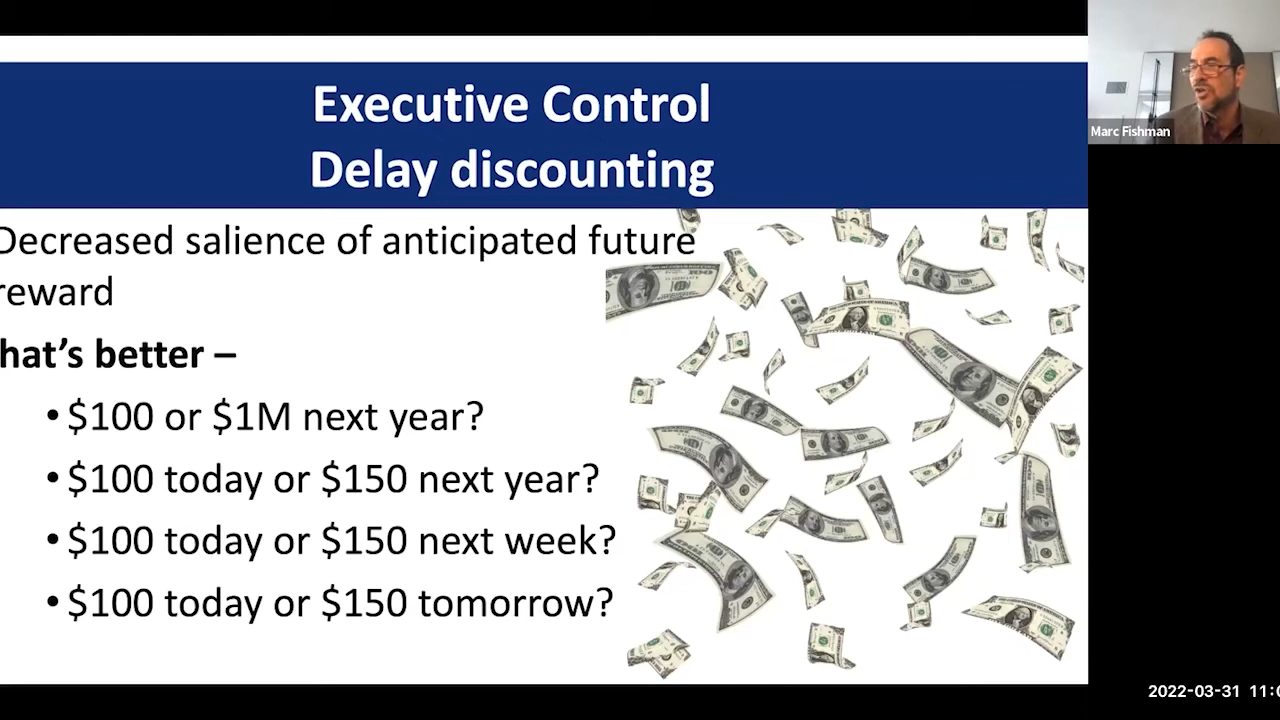 Executive Control
Delay discounting
Decreased salience of anticipated future
reward
hat’s better –
• $100 or $1M next year?
• $100 today or $150 next year?
• $100 today or $150 next week?
• $100 today or $150 tomorrow?
Marc Fishman
2022-03-31 11:0